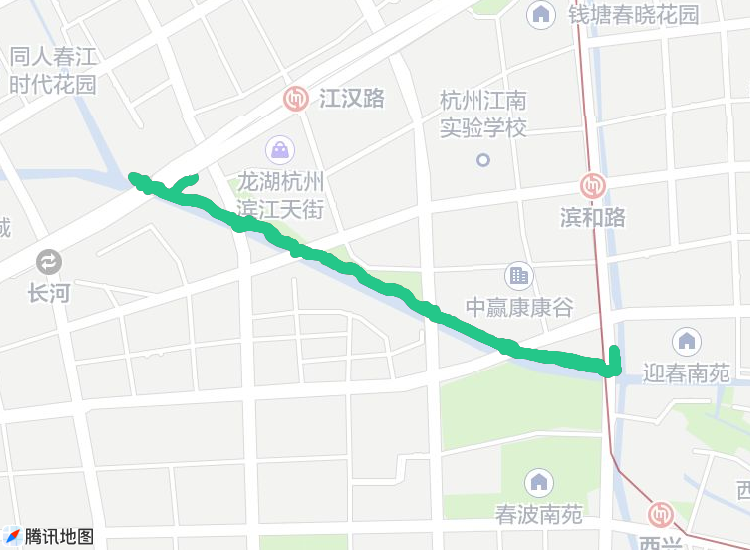 钱塘春晓花园
同人春江
时代花园
江汉路
杭州江南
实验学校
龙湖杭州
滨江天街
滨和路
城
长河
中赢康康谷
迎春南苑
春波南苑
西
西兴
腾讯地图